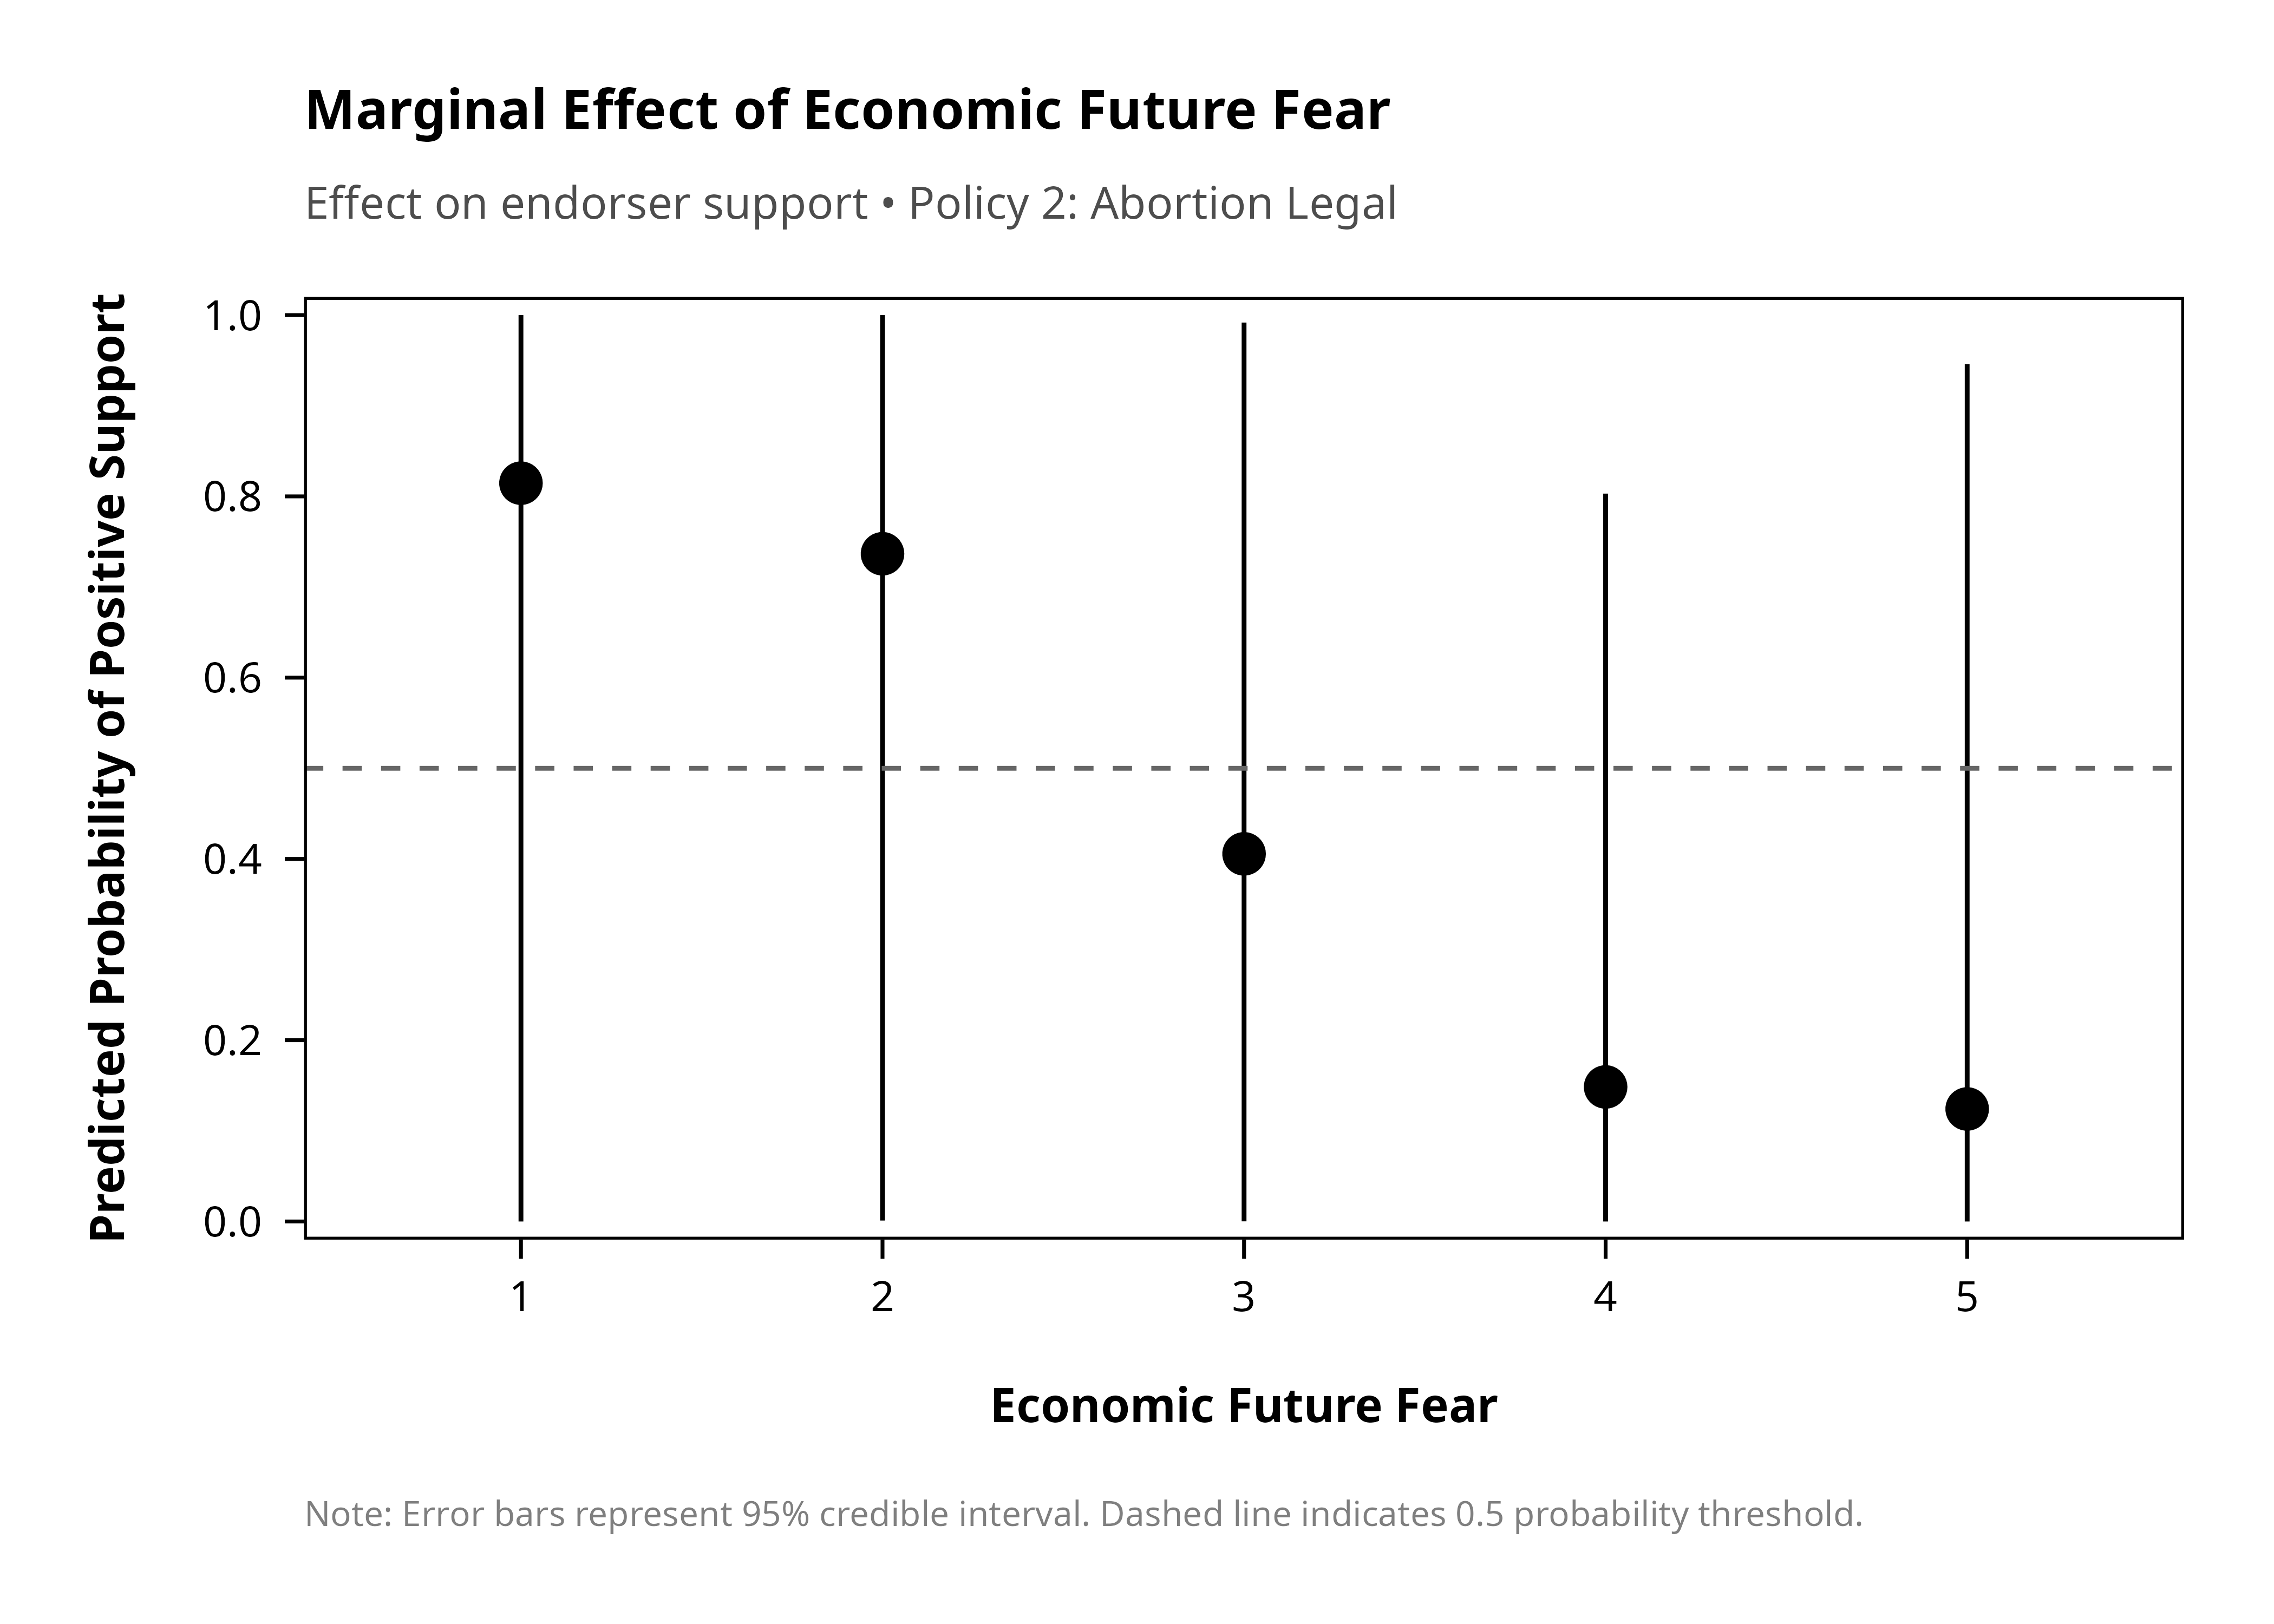 Marginal Effect of Economic Future Fear
Effect on endorser support • Policy 2: Abortion Legal
Predicted Probability of Positive Support
1.0
0.8
0.6
0.4
0.2
0.0
1 2 3 4 5
Economic Future Fear
Note: Error bars represent 95% credible interval. Dashed line indicates 0.5 probability threshold.